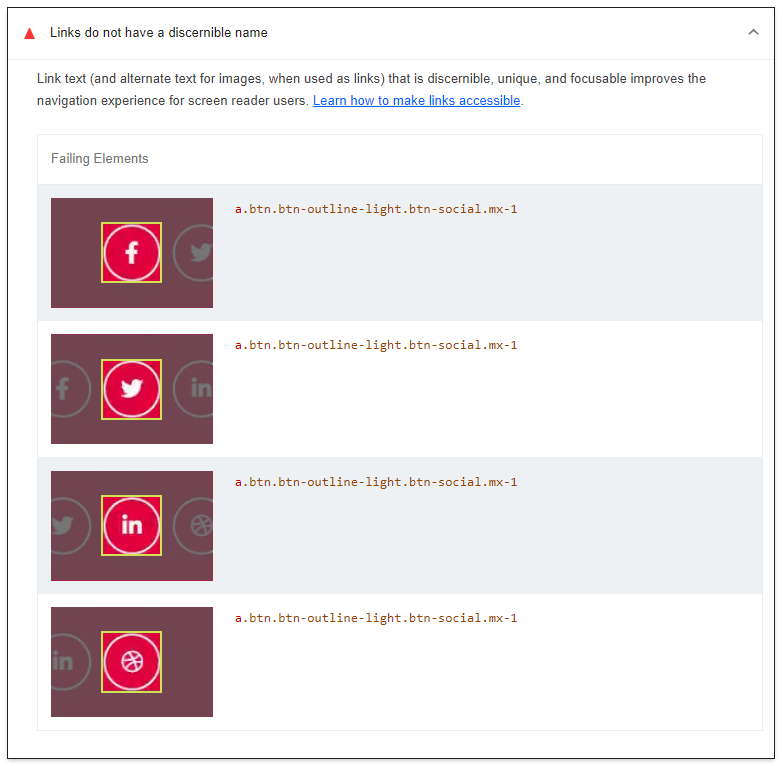 Links do not have a discernible name
Link text (and alternate text for images, when used as links) that is discernible, unique, and focusable improves the
navigation experience for screen reader users. Learn how to make links accessible.
Failing Elements
a.btn.btn-outline-light.btn-social.mx-1
a.btn.btn-outline-light.btn-social.mx-1
a.btn.btn-outline-light.btn-social.mx-1
a.btn.btn-outline-light.btn-social.mx-1